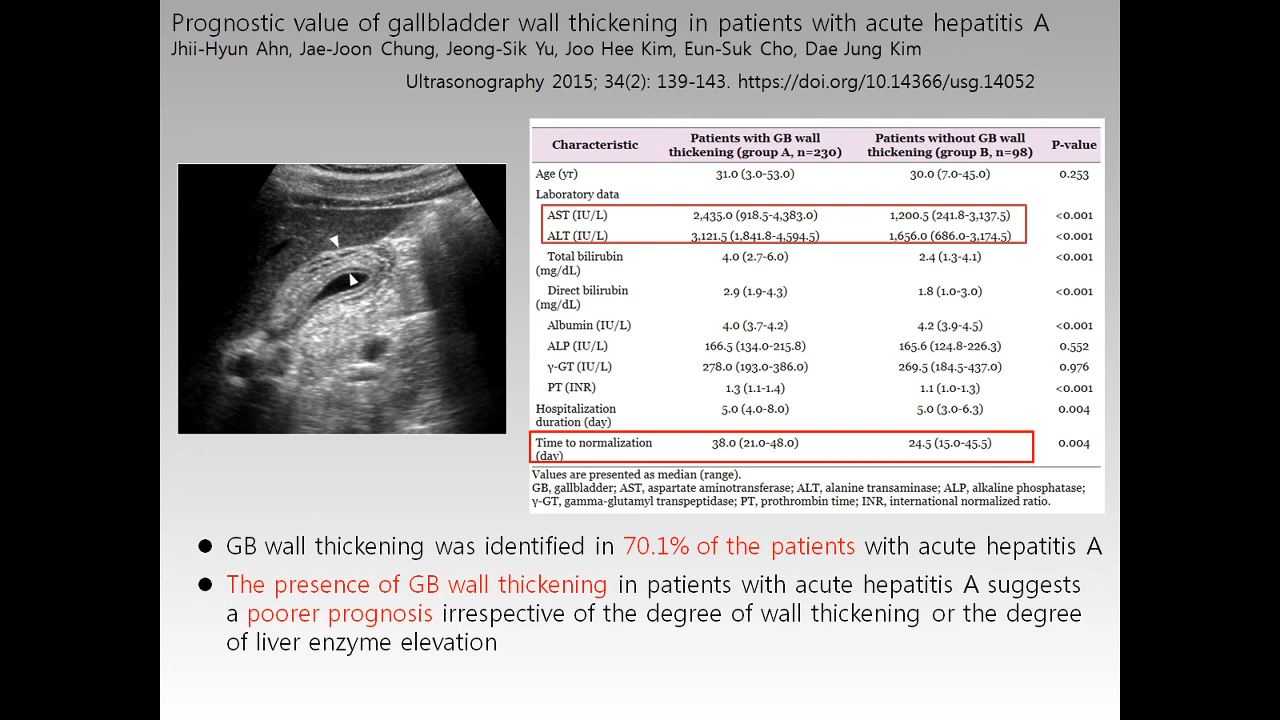 Prognostic value of gallbladder wall thickening in patients with acute hepatitis A
Jhii-Hyun Ahn, Jae-Joon Chung, Jeong-Sik Yu, Joo Hee Kim, Eun-Suk Cho, Dae Jung Kim
Ultrasonography 2015; 34(2): 139-143. https://doi.org/10.14366/usg.14052
Characteristic Patients with GB wall thickening (group A, n=230) Patients without GB wall thickening (group B, n=98) P-value
Age (yr) 31.0 (3.0-53.0) 30.0 (7.0-45.0) 0.253
Laboratory data
AST (IU/L) 2,435.0 (918.5-4,383.0) 1,200.5 (241.8-3,137.5) <0.001
ALT (IU/L) 3,121.5 (1,841.8-4,594.5) 1,656.0 (686.0-3,174.5) <0.001
Total bilirubin (mg/dL) 4.0 (2.7-6.0) 2.4 (1.3-4.1) <0.001
Direct bilirubin (mg/dL) 2.9 (1.9-4.3) 1.8 (1.0-3.0) <0.001
Albumin (IU/L) 4.0 (3.7-4.2) 4.2 (3.9-4.5) <0.001
ALP (IU/L) 166.5 (134.0-215.8) 165.6 (124.8-226.3) 0.552
γ-GT (IU/L) 278.0 (193.0-386.0) 269.5 (184.5-437.0) 0.976
PT (INR) 1.3 (1.1-1.4) 1.1 (1.0-1.3) <0.001
Hospitalization duration (day) 5.0 (4.0-8.0) 5.0 (3.0-6.3) 0.004
Time to normalization (day) 38.0 (21.0-48.0) 24.5 (15.0-45.5) 0.004
Values are presented as median (range).
GB, gallbladder; AST, aspartate aminotransferase; ALT, alanine transaminase; ALP, alkaline phosphatase;
γ-GT, gamma-glutamyl transpeptidase; PT, prothrombin time; INR, international normalized ratio.
● GB wall thickening was identified in 70.1% of the patients with acute hepatitis A
● The presence of GB wall thickening in patients with acute hepatitis A suggests
a poorer prognosis irrespective of the degree of wall thickening or the degree
of liver enzyme elevation